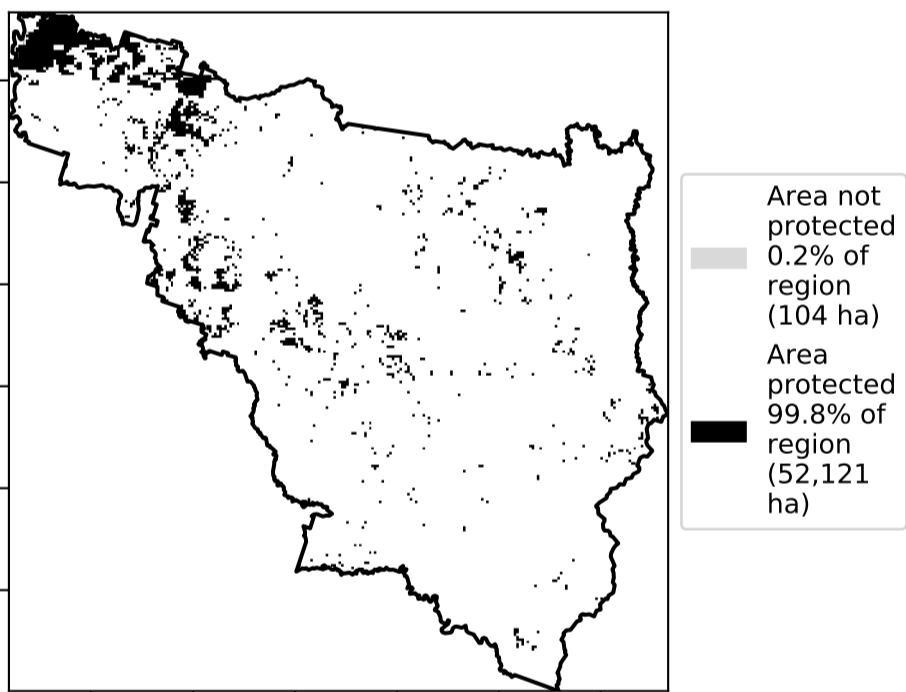 Area not
protected
0.2% of
region
(104 ha)
Area
protected
99.8% of
region
(52,121
ha)